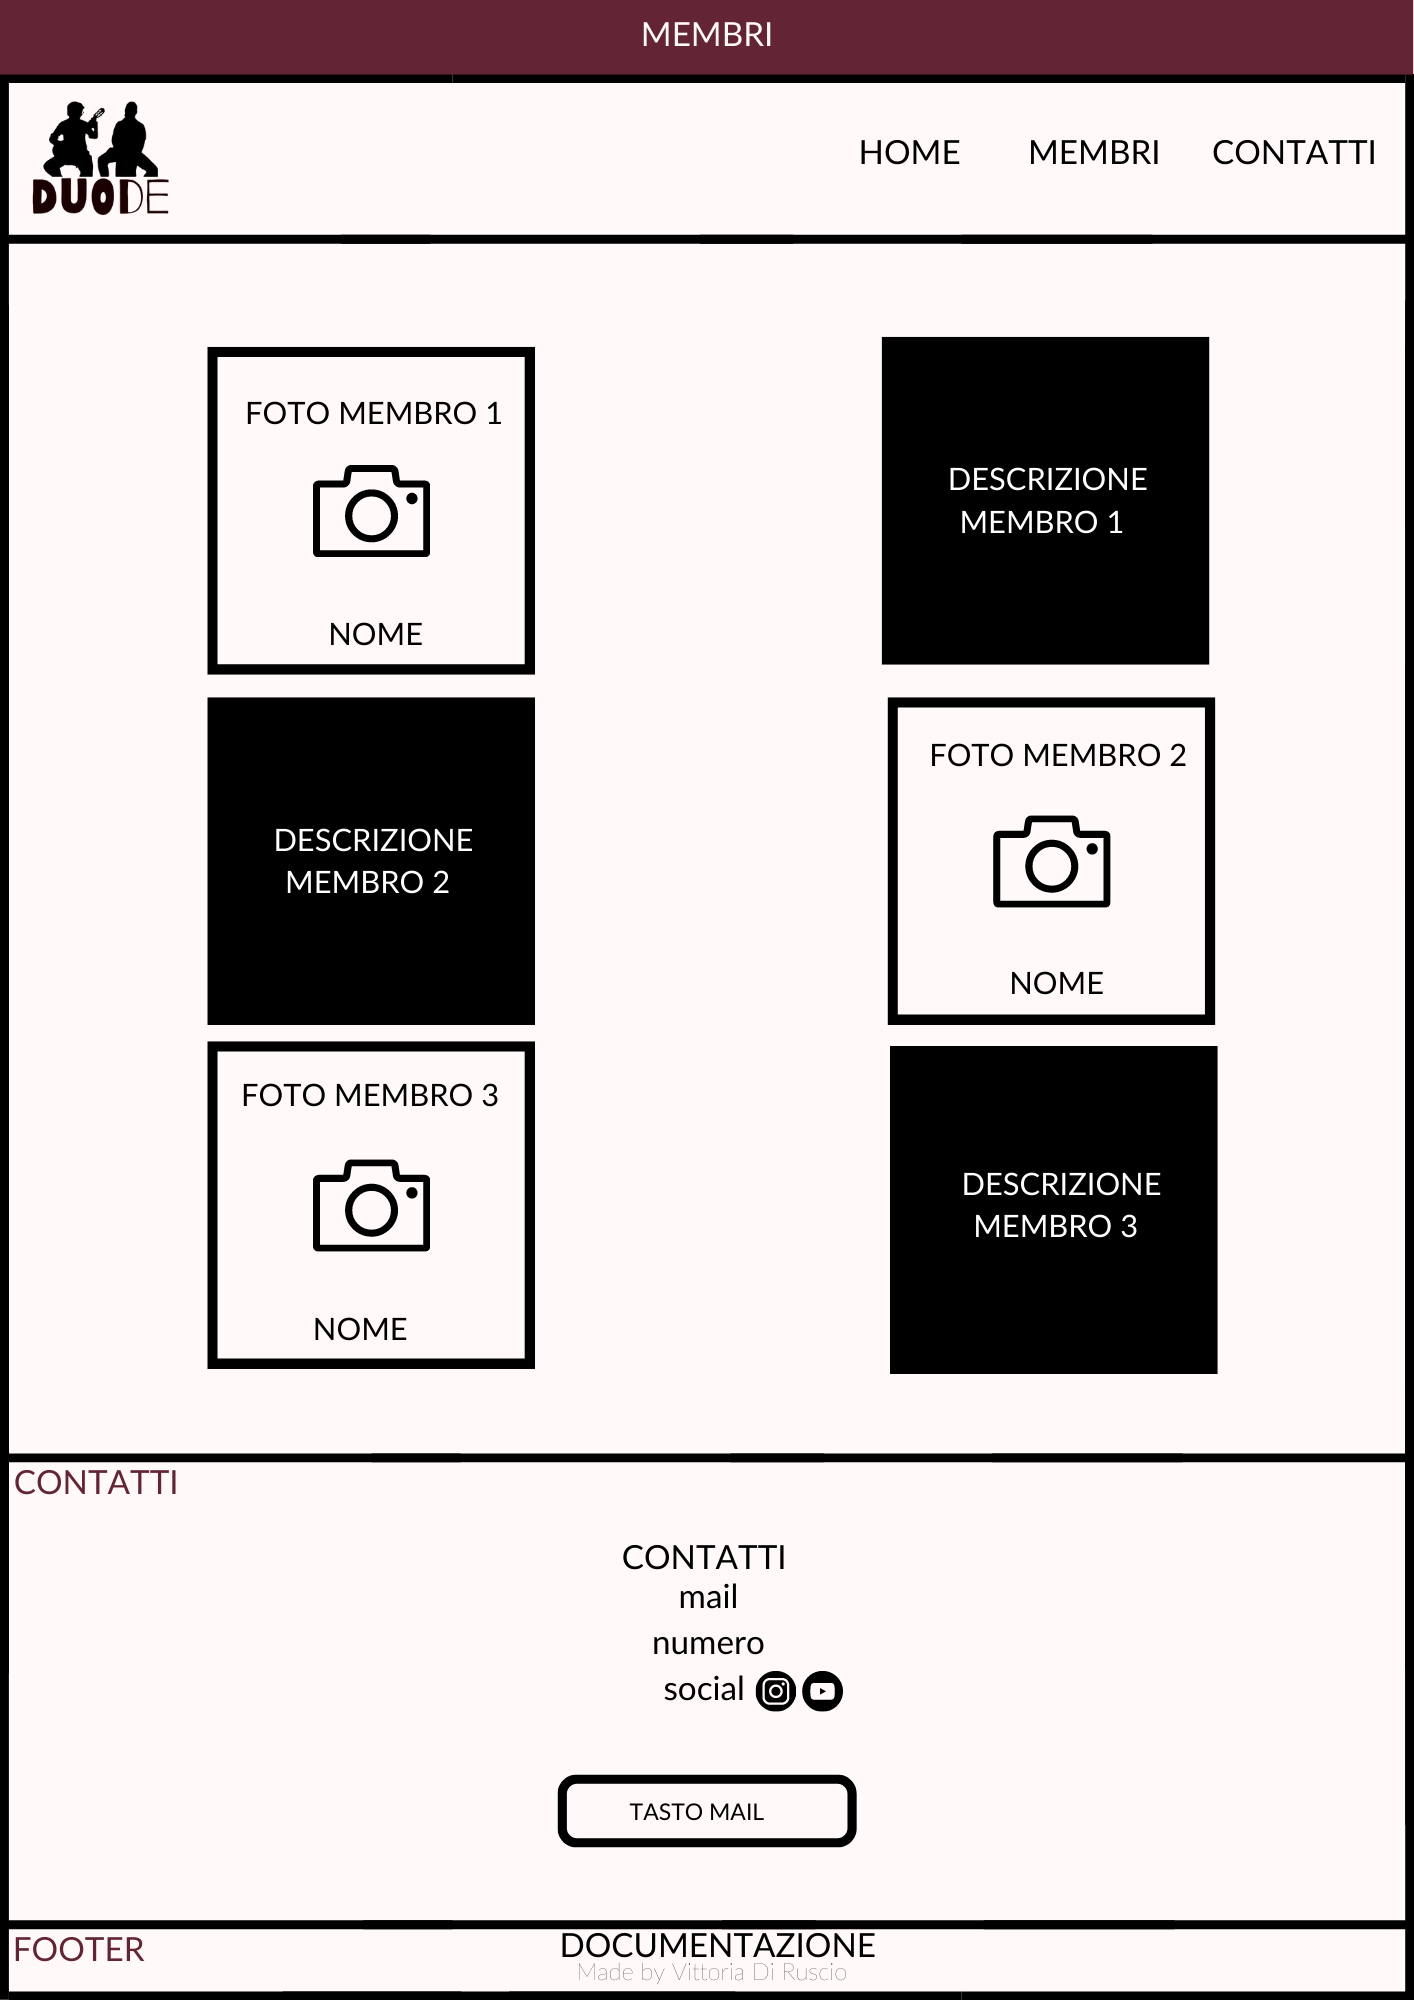 MEMBRI
DUODE
HOME MEMBRI CONTATTI
FOTO MEMBRO 1
NOME
DESCRIZIONE
MEMBRO 1
DESCRIZIONE
MEMBRO 2
FOTO MEMBRO 2
NOME
FOTO MEMBRO 3
NOME
DESCRIZIONE
MEMBRO 3
CONTATTI
CONTATTI
mail
numero
social
TASTO MAIL
FOOTER
DOCUMENTAZIONE
Made by Vittoria Di Ruscio